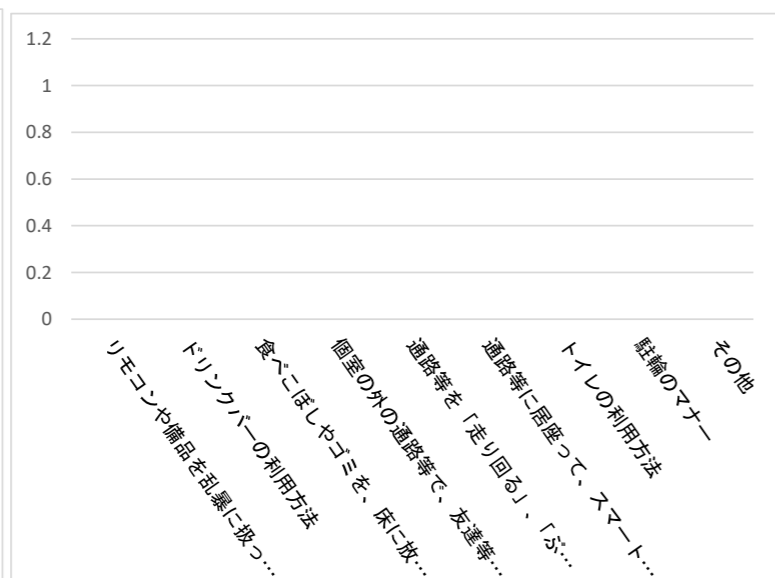 1.2
1
0.8
0.6
0.4
0.2
0
リモコンや備品を乱暴に扱っ…
ドリンクバーの利用方法
食べこぼしやゴミを、床に放…
個室の外の通路等で、友達等…
通路等を「走り回る」、「ぶ…
通路等に居座って、スマート…
トイレの利用方法
駐輪のマナー
その他